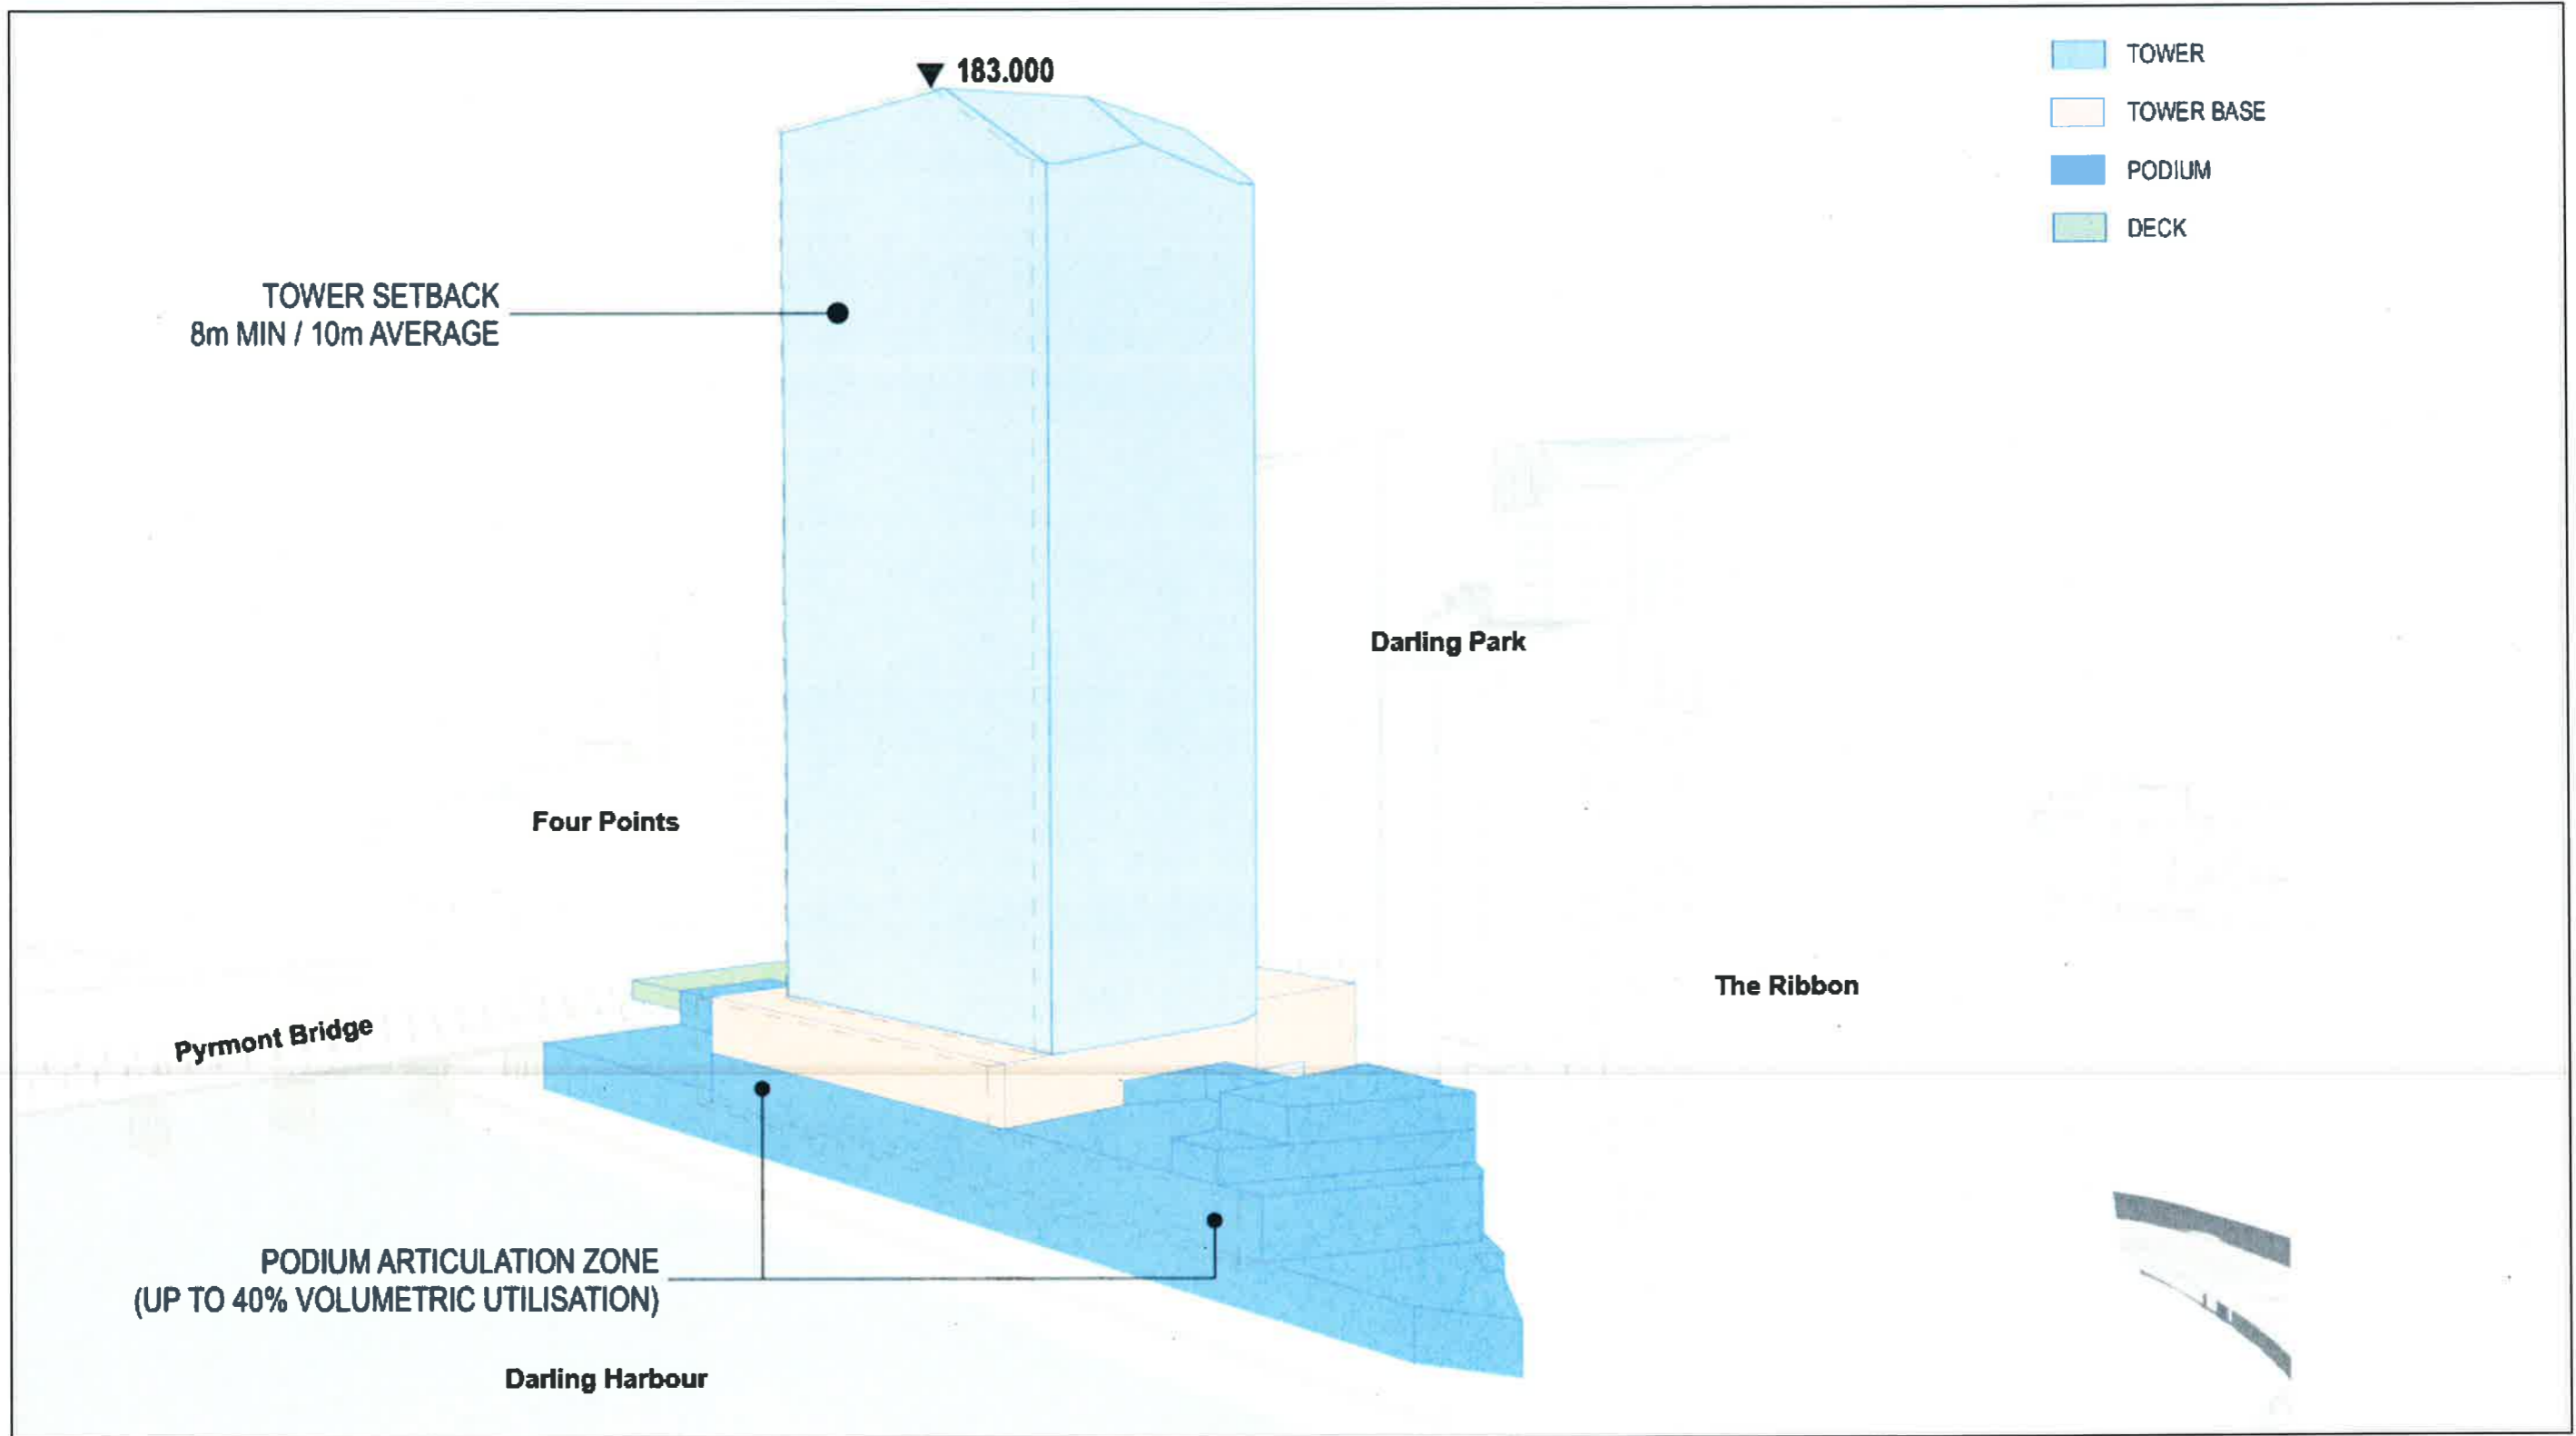 183.000
TOWER
TOWER BASE
PODIUM
DECK
TOWER SETBACK
8m MIN / 10m AVERAGE
Darling Park
Four Points
The Ribbon
Pyrmont Bridge
PODIUM ARTICULATION ZONE
(UP TO 40% VOLUMETRIC UTILISATION)
Darling Harbour